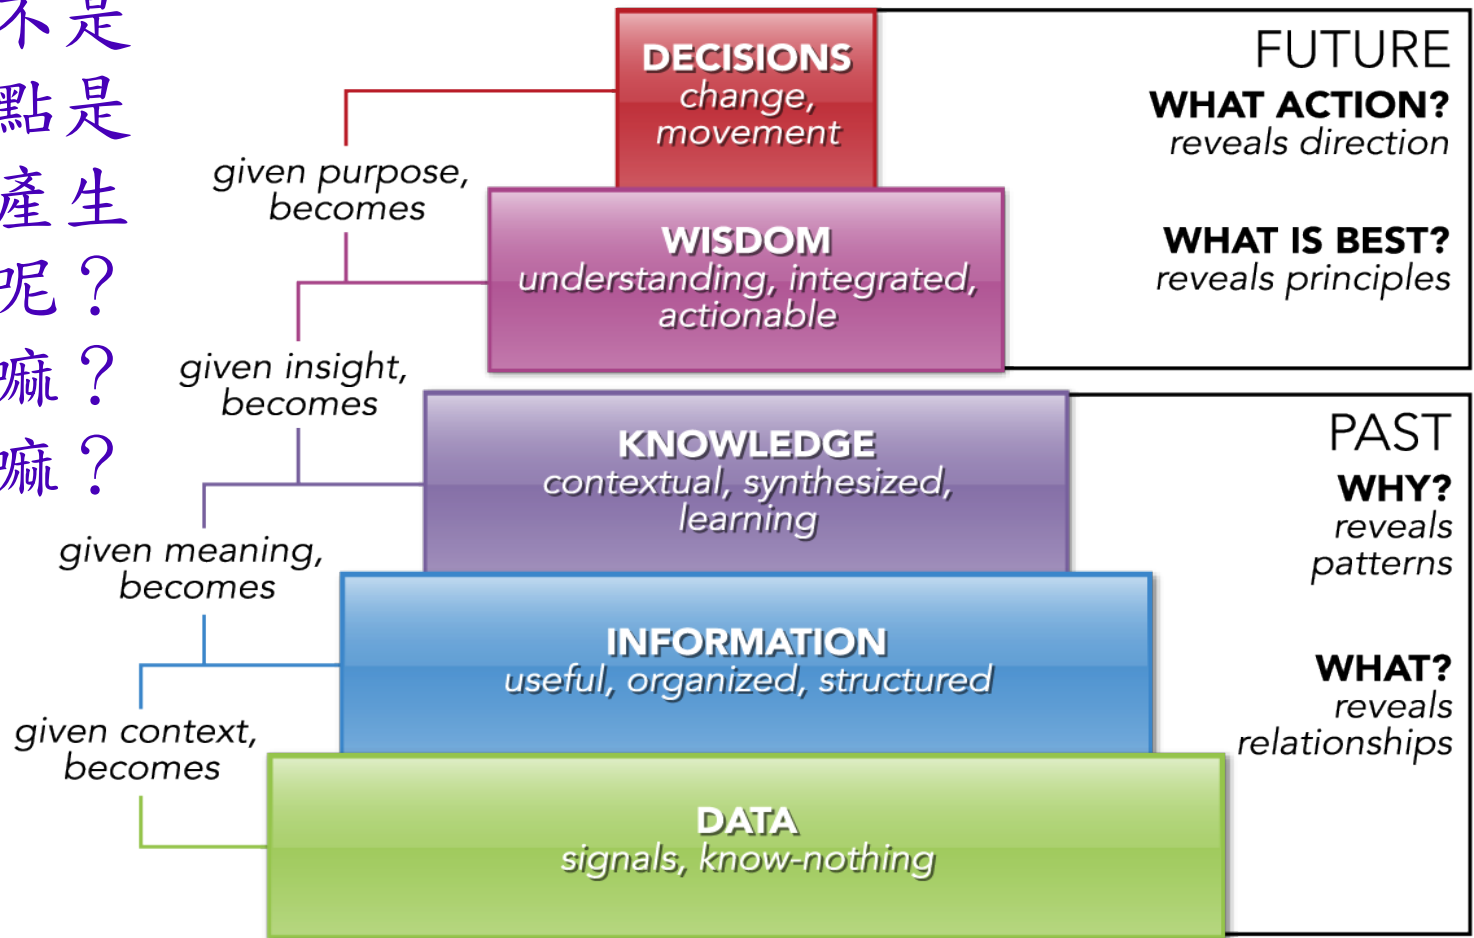 不是
點是
產生
呢？
嘛？
嘛？
DECISIONS
change,
movement
given purpose,
becomes
WISDOM
understanding, integrated,
actionable
given insight,
becomes
KNOWLEDGE
contextual, synthesized,
learning
given meaning,
becomes
INFORMATION
useful, organized, structured
given context,
becomes
DATA
signals, know-nothing
FUTURE
WHAT ACTION?
reveals direction
WHAT IS BEST?
reveals principles
PAST
WHY?
reveals
patterns
WHAT?
reveals
relationships